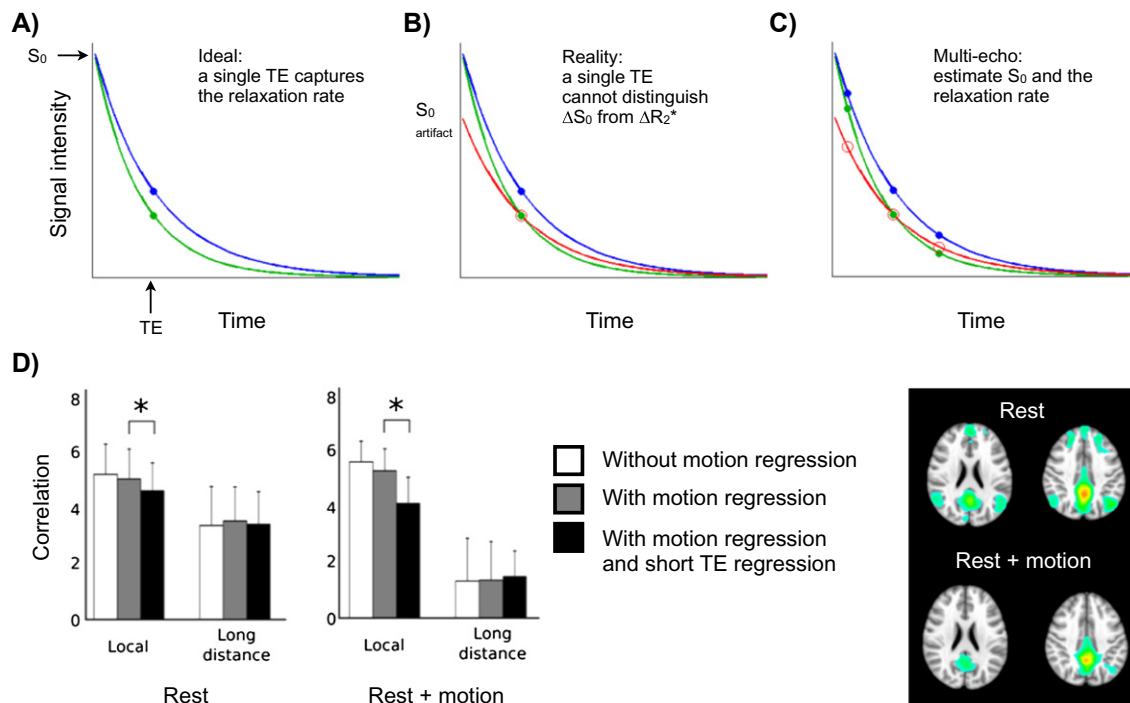 A)
S₀
Ideal:
a single TE captures
the relaxation rate
Signal intensity
TE
Time
B)
Reality:
a single TE
cannot distinguish
ΔS₀ from ΔR₂*
S₀
artifact
Time
C)
Multi-echo:
estimate S₀ and the
relaxation rate
Time
D)
Correlation
8
6
4
2
0
*
Local
Long
distance
Rest
8
6
4
2
0
*
Local
Long
distance
Rest + motion
Without motion regression
With motion regression
With motion regression
and short TE regression
Rest
Rest + motion